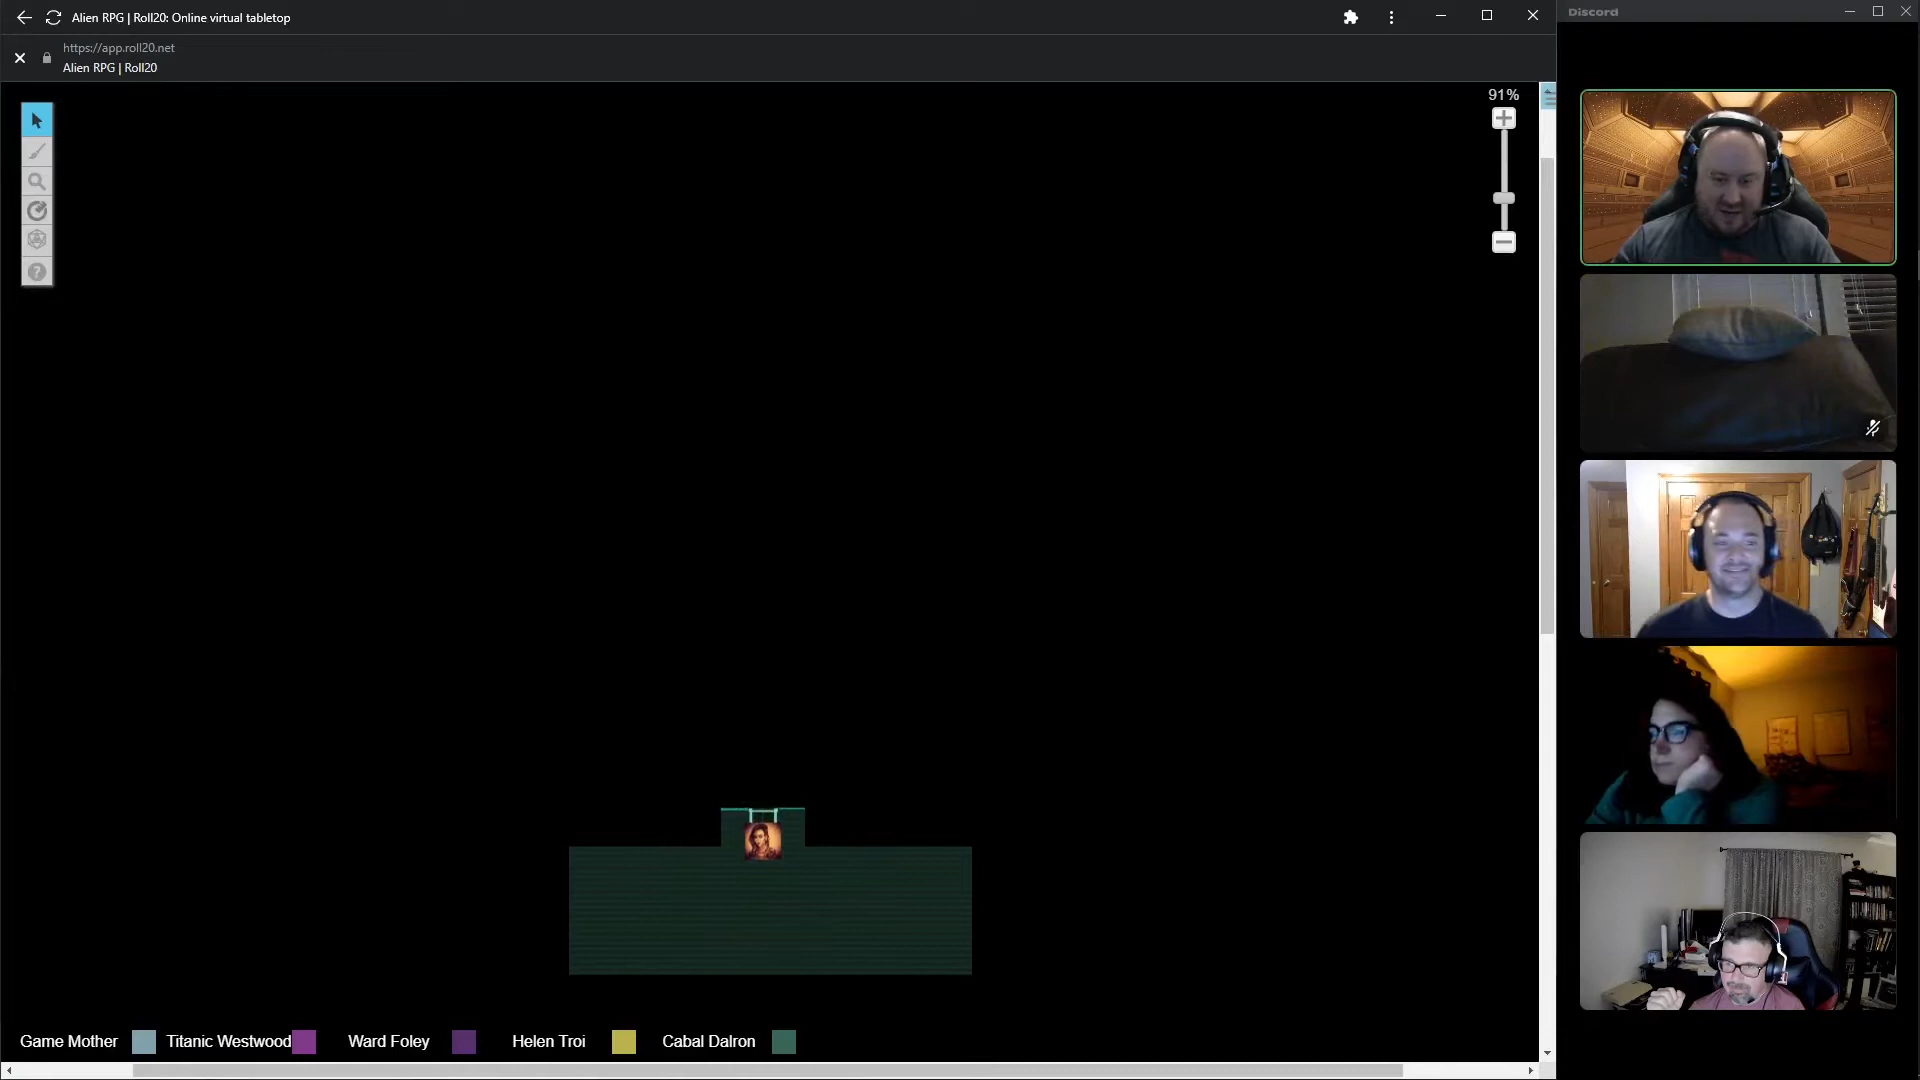 Alien RPG | Roll20: Online virtual tabletop
Discord
https://app.roll20.net
Alien RPG | Roll20
91%
Game Mother
Titanic Westwood
Ward Foley
Helen Troi
Cabal Dalron